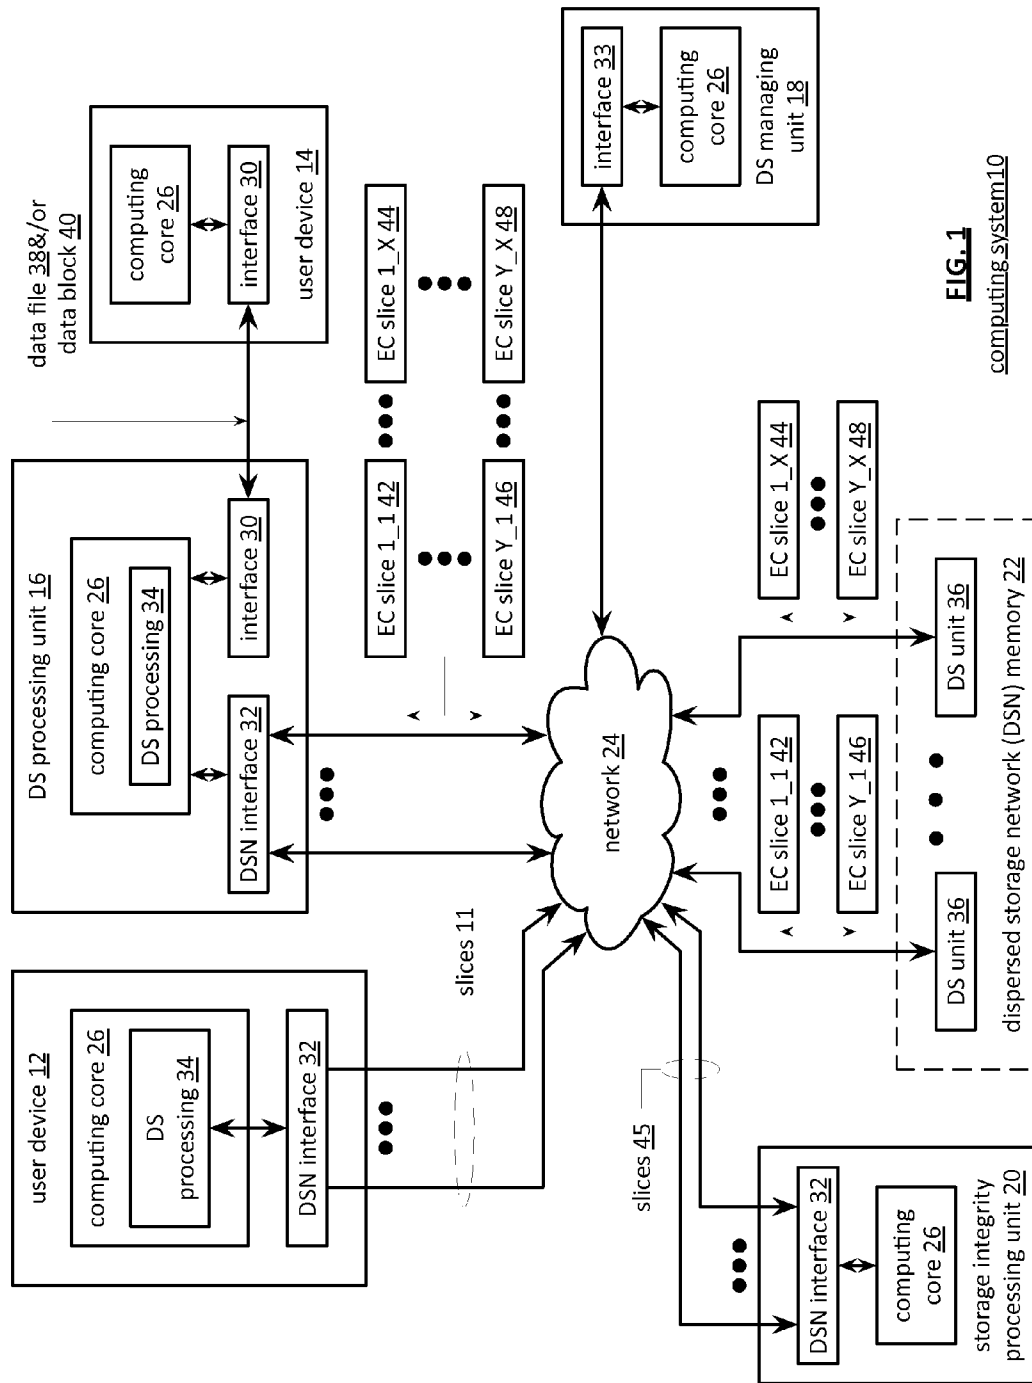 user device 12
computing core 26
DS
processing 34
DSN interface 32
slices 11
DS processing unit 16
computing core 26
DS processing 34
DSN interface 32
interface 30
data file 38&/or
data block 40
computing
core 26
interface 30
user device 14
EC slice 1_1 42
EC slice 1_X 44
EC slice Y_1 46
EC slice Y_X 48
network 24
interface 33
computing
core 26
DS managing
unit 18
slices 45
DSN interface 32
computing
core 26
storage integrity
processing unit 20
EC slice 1_1 42
EC slice Y_1 46
EC slice 1_X 44
EC slice Y_X 48
DS unit 36
DS unit 36
dispersed storage network (DSN) memory 22
FIG. 1
computing system10